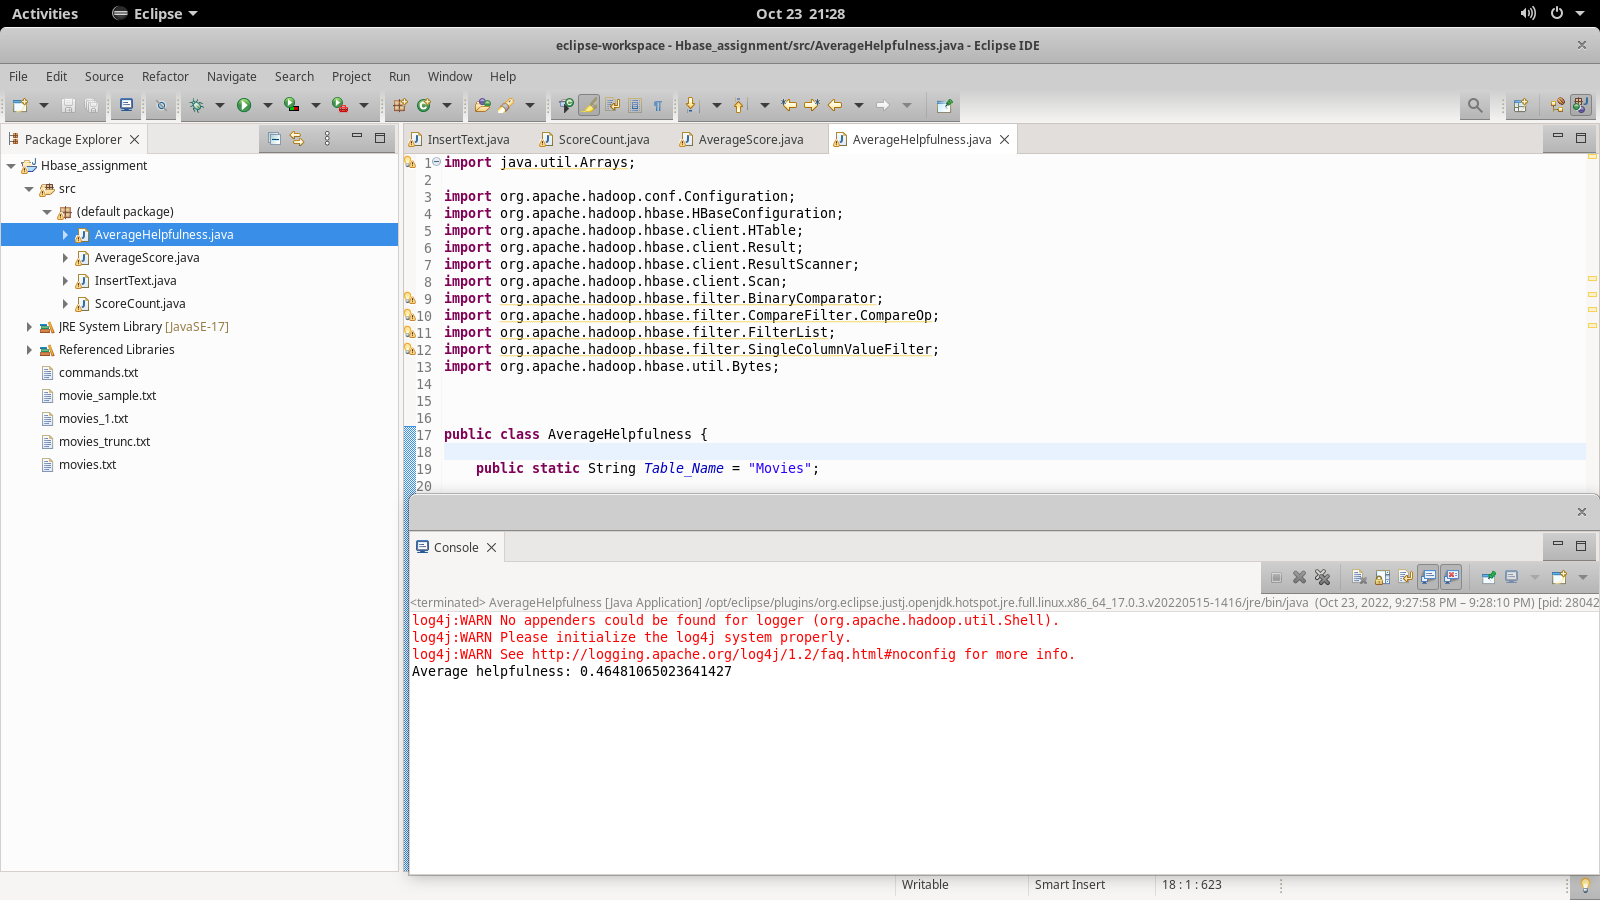 Activities
Eclipse
Oct 23 21:28
eclipse-workspace - Hbase_assignment/src/AverageHelpfulness.java - Eclipse IDE
File Edit Source Refactor Navigate Search Project Run Window Help
Package Explorer
Hbase_assignment
src
(default package)
AverageHelpfulness.java
AverageScore.java
InsertText.java
ScoreCount.java
JRE System Library [JavaSE-17]
Referenced Libraries
commands.txt
movie_sample.txt
movies_1.txt
movies_trunc.txt
movies.txt
InsertText.java ScoreCount.java AverageScore.java AverageHelpfulness.java
1 import java.util.Arrays;
2
3 import org.apache.hadoop.conf.Configuration;
4 import org.apache.hadoop.hbase.HBaseConfiguration;
5 import org.apache.hadoop.hbase.client.HTable;
6 import org.apache.hadoop.hbase.client.Result;
7 import org.apache.hadoop.hbase.client.ResultScanner;
8 import org.apache.hadoop.hbase.client.Scan;
9 import org.apache.hadoop.hbase.filter.BinaryComparator;
10 import org.apache.hadoop.hbase.filter.CompareFilter.CompareOp;
11 import org.apache.hadoop.hbase.filter.FilterList;
12 import org.apache.hadoop.hbase.filter.SingleColumnValueFilter;
13 import org.apache.hadoop.hbase.util.Bytes;
14
15
16
17 public class AverageHelpfulness {
18
19 public static String Table_Name = "Movies";
20
Console
<terminated> AverageHelpfulness [Java Application] /opt/eclipse/plugins/org.eclipse.justj.openjdk.hotspot.jre.full.linux.x86_64_17.0.3.v20220515-1416/jre/bin/java (Oct 23, 2022, 9:27:58 PM – 9:28:10 PM) [pid: 28042
log4j:WARN No appenders could be found for logger (org.apache.hadoop.util.Shell).
log4j:WARN Please initialize the log4j system properly.
log4j:WARN See http://logging.apache.org/log4j/1.2/faq.html#noconfig for more info.
Average helpfulness: 0.46481065023641427
Writable Smart Insert 18 : 1 : 623